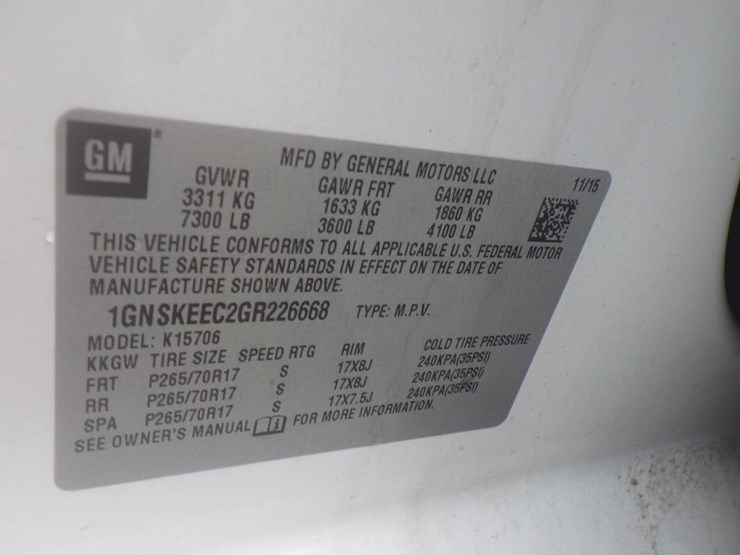 GM ®
MFD BY GENERAL MOTORS LLC 11/15
GVWR GAWR FRT GAWR RR
3311 KG 1633 KG 1860 KG
7300 LB 3600 LB 4100 LB
THIS VEHICLE CONFORMS TO ALL APPLICABLE U.S. FEDERAL MOTOR
VEHICLE SAFETY STANDARDS IN EFFECT ON THE DATE OF
MANUFACTURE SHOWN ABOVE.
1GNSKEEC2GR226668 TYPE: M.P.V.
MODEL: K15706
KKGW TIRE SIZE SPEED RTG RIM COLD TIRE PRESSURE
FRT P265/70R17 S 17X8J 240KPA(35PSI)
RR P265/70R17 S 17X8J 240KPA(35PSI)
SPA P265/70R17 S 17X7.5J 240KPA(35PSI)
SEE OWNER'S MANUAL i FOR MORE INFORMATION.